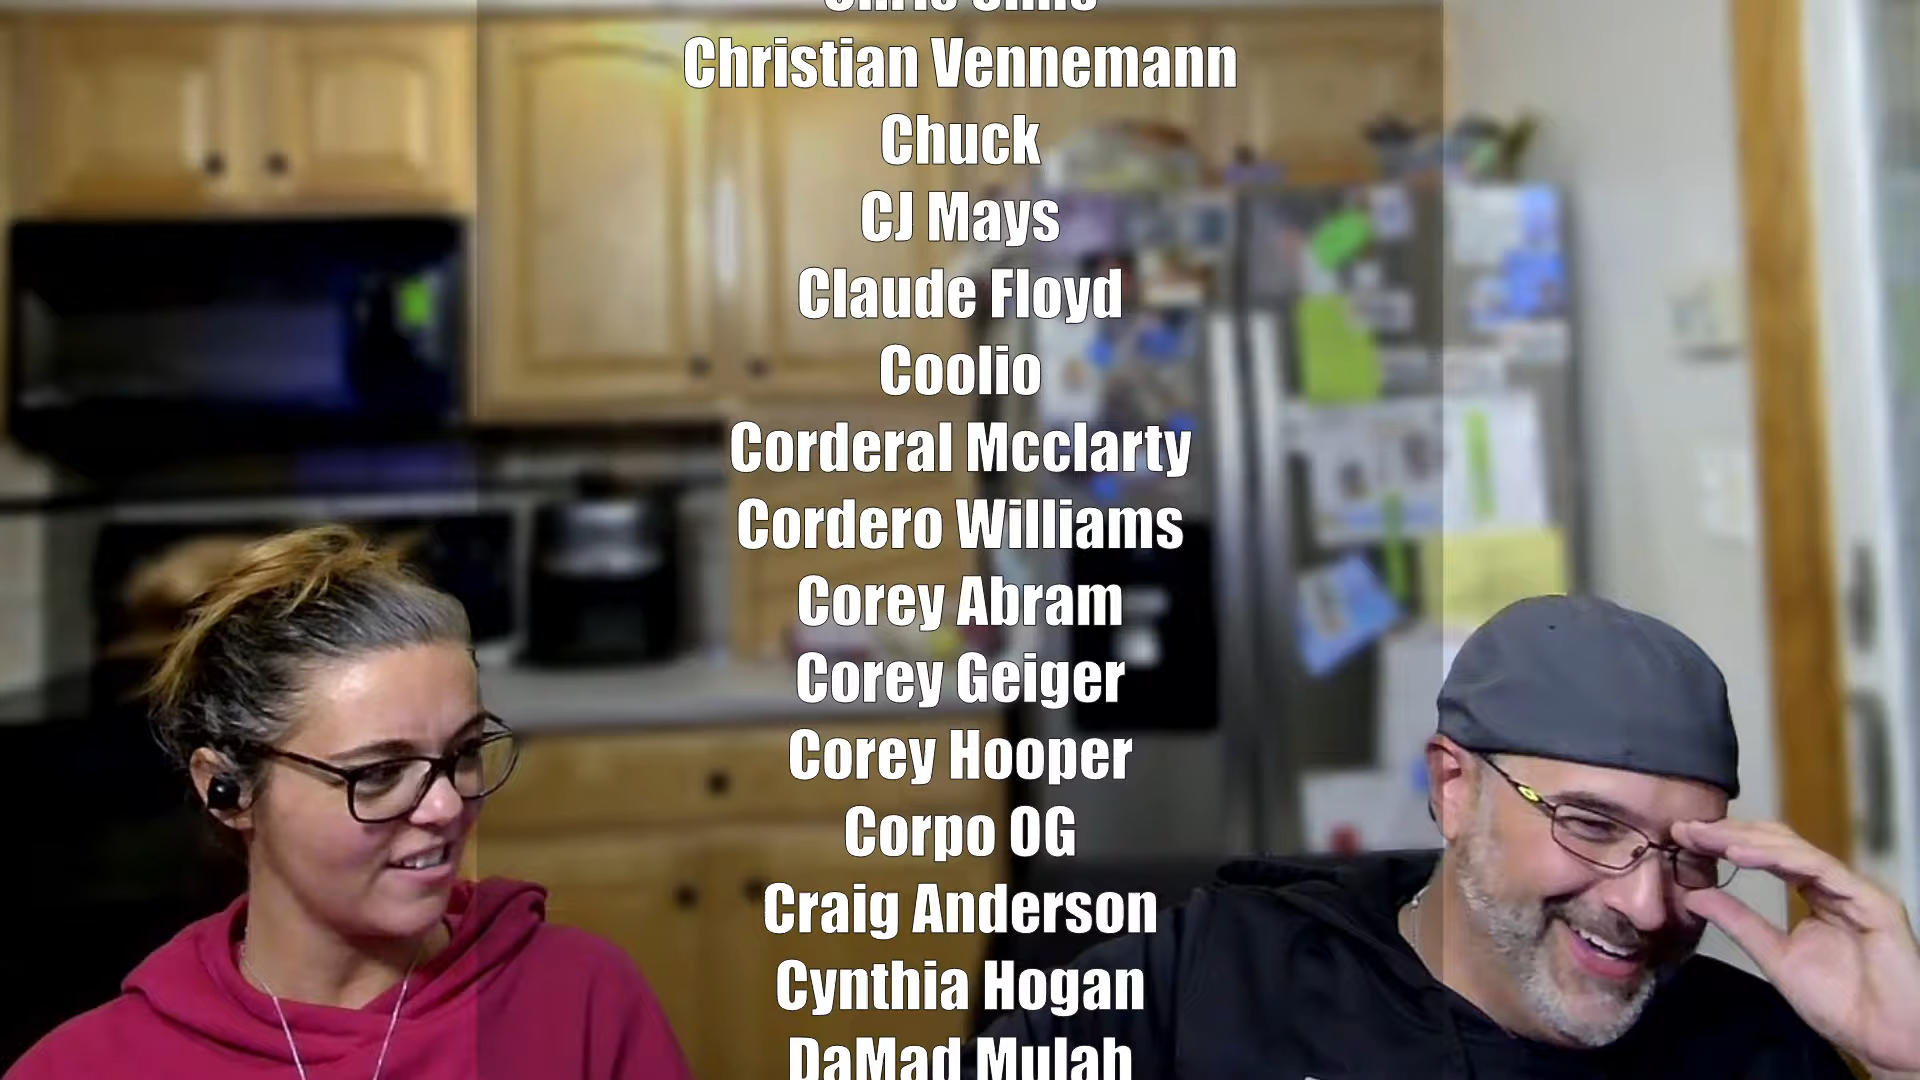 Christian Vennemann
Chuck
CJ Mays
Claude Floyd
Coolio
Corderal Mcclarty
Cordero Williams
Corey Abram
Corey Geiger
Corey Hooper
Corpo OG
Craig Anderson
Cynthia Hogan
DaMad Mulah